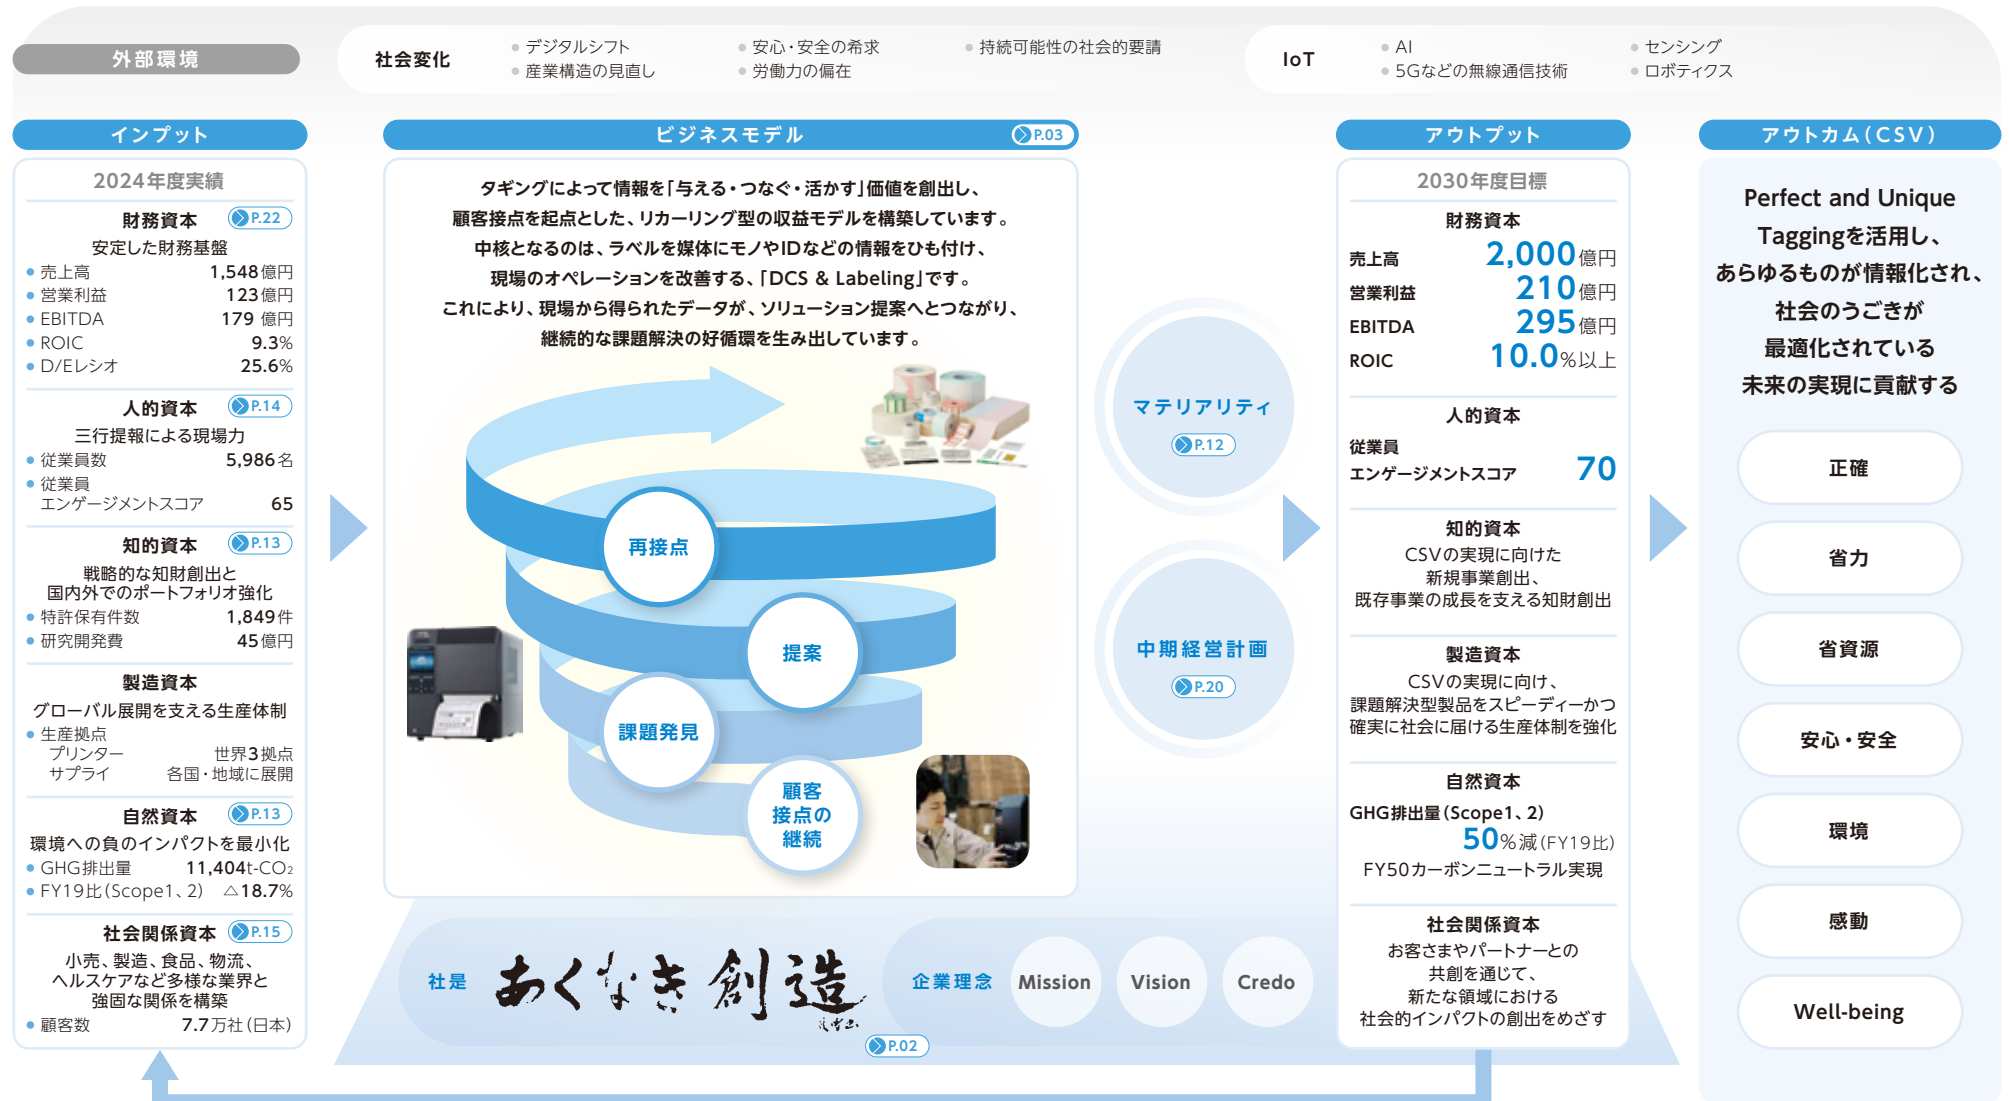 外部環境
社会変化
デジタルシフト
産業構造の見直し
安心・安全の希求
労働力の偏在
持続可能性の社会的要請
IoT
AI
5Gなどの無線通信技術
センシング
ロボティクス
インプット
2024年度実績
財務資本 P.22
安定した財務基盤
売上高 1,548億円
営業利益 123億円
EBITDA 179 億円
ROIC 9.3%
D/Eレシオ 25.6%
人的資本 P.14
三行提報による現場力
従業員数 5,986名
従業員
エンゲージメントスコア 65
知的資本 P.13
戦略的な知財創出と
国内外でのポートフォリオ強化
特許保有件数 1,849件
研究開発費 45億円
製造資本
グローバル展開を支える生産体制
生産拠点
プリンター 世界3拠点
サプライ 各国・地域に展開
自然資本 P.13
環境への負のインパクトを最小化
GHG排出量 11,404t-CO₂
FY19比(Scope1、2) △18.7%
社会関係資本 P.15
小売、製造、食品、物流、
ヘルスケアなど多様な業界と
強固な関係を構築
顧客数 7.7万社(日本)
ビジネスモデル P.03
タギングによって情報を「与える・つなぐ・活かす」価値を創出し、
顧客接点を起点とした、リカーリング型の収益モデルを構築しています。
中核となるのは、ラベルを媒体にモノやIDなどの情報をひも付け、
現場のオペレーションを改善する、「DCS & Labeling」です。
これにより、現場から得られたデータが、ソリューション提案へとつながり、
継続的な課題解決の好循環を生み出しています。
再接点
提案
課題発見
顧客
接点の
継続
マテリアリティ
P.12
中期経営計画
P.20
社是
あくなき創造
企業理念
Mission
Vision
Credo
P.02
アウトプット
2030年度目標
財務資本
売上高 2,000億円
営業利益 210億円
EBITDA 295億円
ROIC 10.0%以上
人的資本
従業員
エンゲージメントスコア 70
知的資本
CSVの実現に向けた
新規事業創出、
既存事業の成長を支える知財創出
製造資本
CSVの実現に向け、
課題解決型製品をスピーディーかつ
確実に社会に届ける生産体制を強化
自然資本
GHG排出量(Scope1、2)
50%減(FY19比)
FY50カーボンニュートラル実現
社会関係資本
お客さまやパートナーとの
共創を通じて、
新たな領域における
社会的インパクトの創出をめざす
アウトカム(CSV)
Perfect and Unique
Taggingを活用し、
あらゆるものが情報化され、
社会のうごきが
最適化されている
未来の実現に貢献する
正確
省力
省資源
安心・安全
環境
感動
Well-being